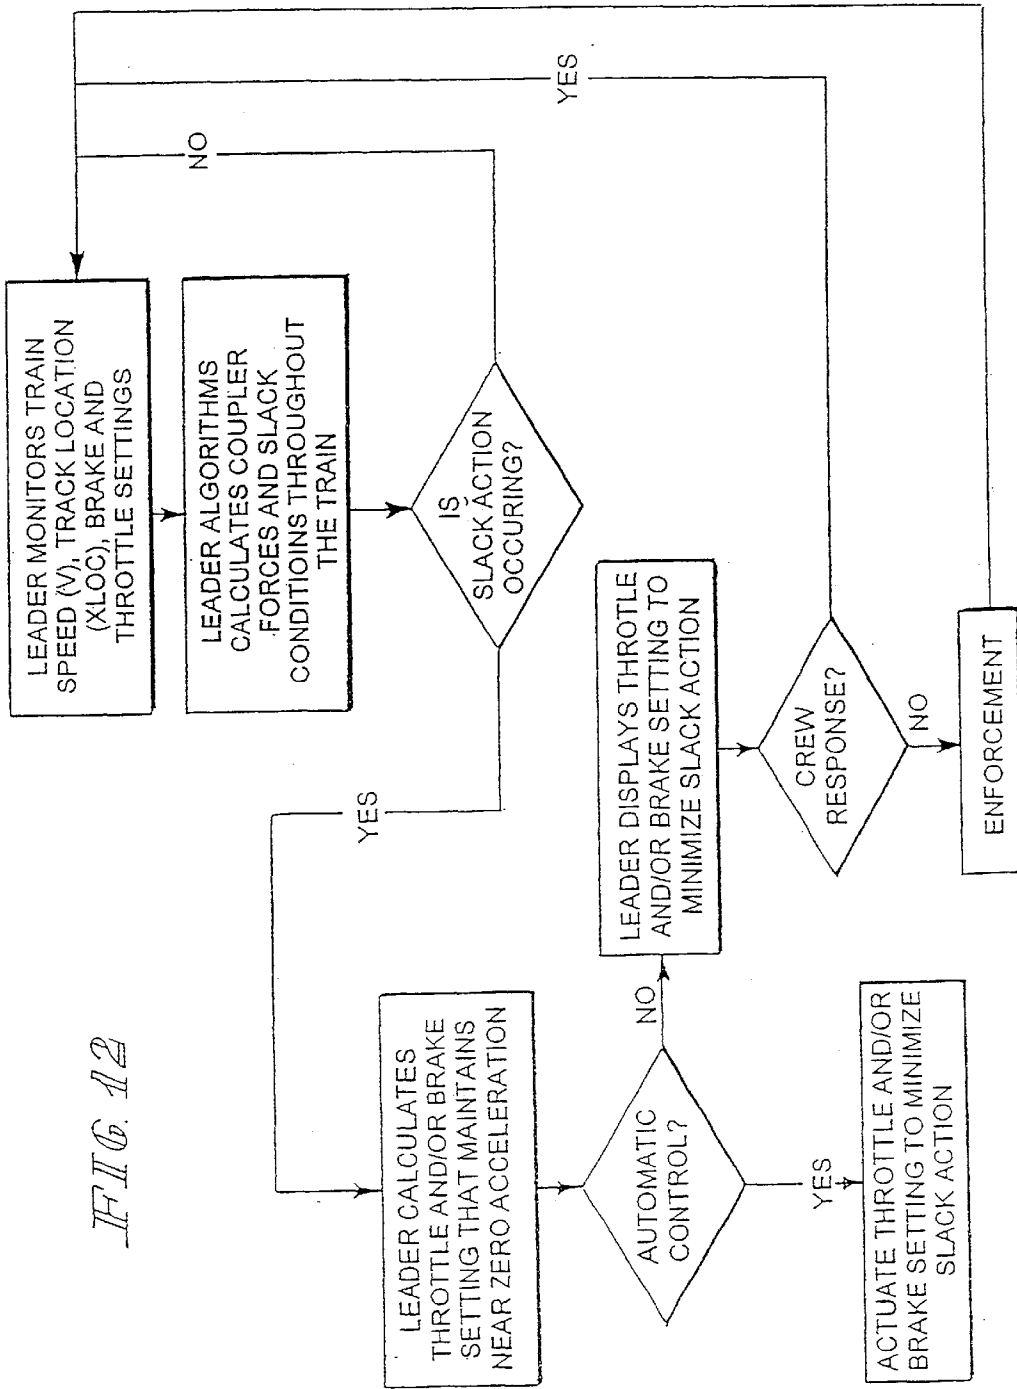 FIG. 12
LEADER MONITORS TRAIN
SPEED (V), TRACK LOCATION
(XLOC), BRAKE AND
THROTTLE SETTINGS
LEADER ALGORITHMS
CALCULATES COUPLER
FORCES AND SLACK
CONDITIOINS THROUGHOUT
THE TRAIN
IS
SLACK ACTION
OCCURING?
NO
YES
LEADER CALCULATES
THROTTLE AND/OR BRAKE
SETTING THAT MAINTAINS
NEAR ZERO ACCELERATION
AUTOMATIC
CONTROL?
NO
YES
ACTUATE THROTTLE AND/OR
BRAKE SETTING TO MINIMIZE
SLACK ACTION
LEADER DISPLAYS THROTTLE
AND/OR BRAKE SETTING TO
MINIMIZE SLACK ACTION
CREW
RESPONSE?
YES
NO
ENFORCEMENT